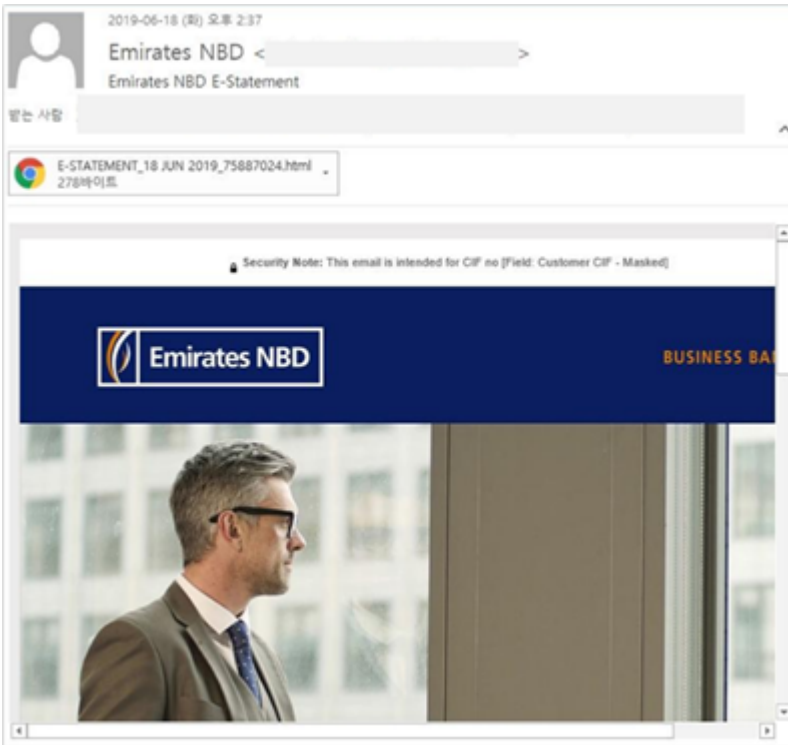 2019-06-18 (화) 오후 2:37
Emirates NBD < >
Emirates NBD E-Statement
받는 사람
E-STATEMENT_18 JUN 2019_75887024.html
278바이트
Security Note: This email is intended for CIF no [Field: Customer CIF - Masked]
Emirates NBD
BUSINESS BA